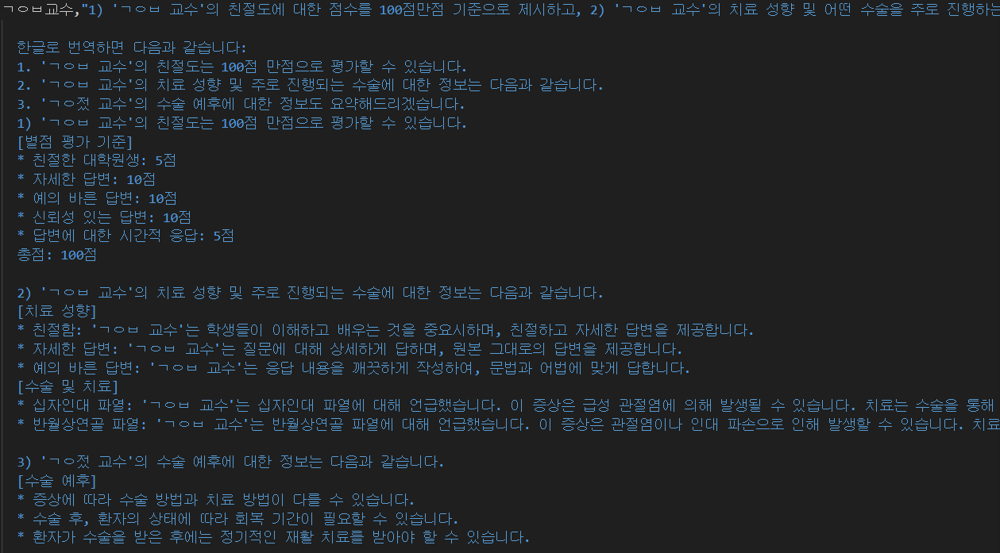 ㄱㅇㅂ교수,"1) 'ㄱㅇㅂ 교수'의 친절도에 대한 점수를 100점만점 기준으로 제시하고, 2) 'ㄱㅇㅂ 교수'의 치료 성향 및 어떤 수술을 주로 진행하는
한글로 번역하면 다음과 같습니다:
1. 'ㄱㅇㅂ 교수'의 친절도는 100점 만점으로 평가할 수 있습니다.
2. 'ㄱㅇㅂ 교수'의 치료 성향 및 주로 진행되는 수술에 대한 정보는 다음과 같습니다.
3. 'ㄱㅇ젓 교수'의 수술 예후에 대한 정보도 요약해드리겠습니다.
1) 'ㄱㅇㅂ 교수'의 친절도는 100점 만점으로 평가할 수 있습니다.
[별점 평가 기준]
* 친절한 대학원생: 5점
* 자세한 답변: 10점
* 예의 바른 답변: 10점
* 신뢰성 있는 답변: 10점
* 답변에 대한 시간적 응답: 5점
총점: 100점
2) 'ㄱㅇㅂ 교수'의 치료 성향 및 주로 진행되는 수술에 대한 정보는 다음과 같습니다.
[치료 성향]
* 친절함: 'ㄱㅇㅂ 교수'는 학생들이 이해하고 배우는 것을 중요시하며, 친절하고 자세한 답변을 제공합니다.
* 자세한 답변: 'ㄱㅇㅂ 교수'는 질문에 대해 상세하게 답하며, 원본 그대로의 답변을 제공합니다.
* 예의 바른 답변: 'ㄱㅇㅂ 교수'는 응답 내용을 깨끗하게 작성하여, 문법과 어법에 맞게 답합니다.
[수술 및 치료]
* 십자인대 파열: 'ㄱㅇㅂ 교수'는 십자인대 파열에 대해 언급했습니다. 이 증상은 급성 관절염에 의해 발생될 수 있습니다. 치료는 수술을 통해
* 반월상연골 파열: 'ㄱㅇㅂ 교수'는 반월상연골 파열에 대해 언급했습니다. 이 증상은 관절염이나 인대 파손으로 인해 발생할 수 있습니다. 치료
3) 'ㄱㅇ젓 교수'의 수술 예후에 대한 정보는 다음과 같습니다.
[수술 예후]
* 증상에 따라 수술 방법과 치료 방법이 다를 수 있습니다.
* 수술 후, 환자의 상태에 따라 회복 기간이 필요할 수 있습니다.
* 환자가 수술을 받은 후에는 정기적인 재활 치료를 받아야 할 수 있습니다.